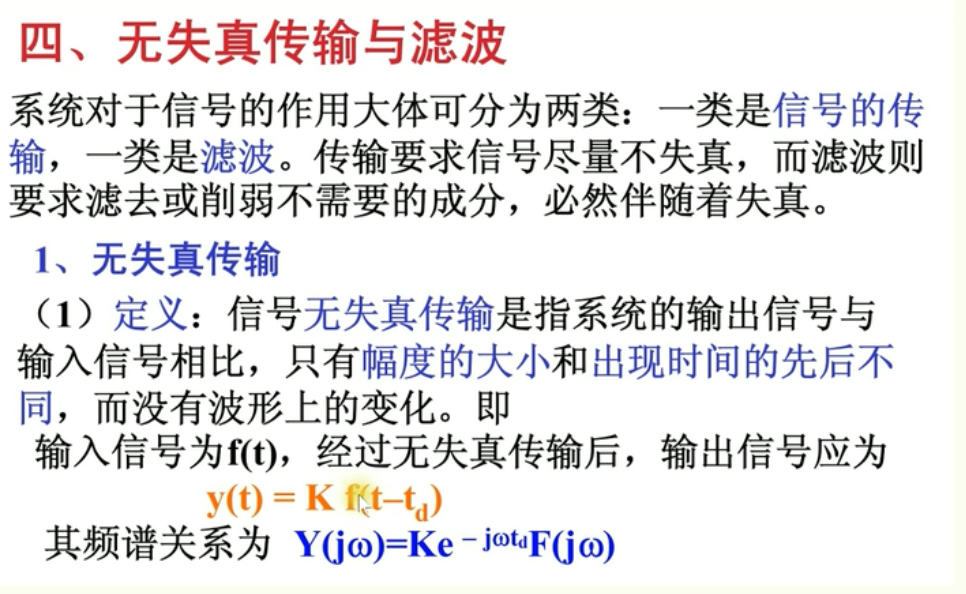 四、无失真传输与滤波
系统对于信号的作用大体可分为两类：一类是信号的传
输，一类是滤波。传输要求信号尽量不失真，而滤波则
要求滤去或削弱不需要的成分，必然伴随着失真。
1、无失真传输
（1）定义：信号无失真传输是指系统的输出信号与
输入信号相比，只有幅度的大小和出现时间的先后不
同，而没有波形上的变化。即
输入信号为f(t)，经过无失真传输后，输出信号应为
y(t) = K f(t–t_d)
其频谱关系为 Y(jω)=Ke^{–jωt_d}F(jω)